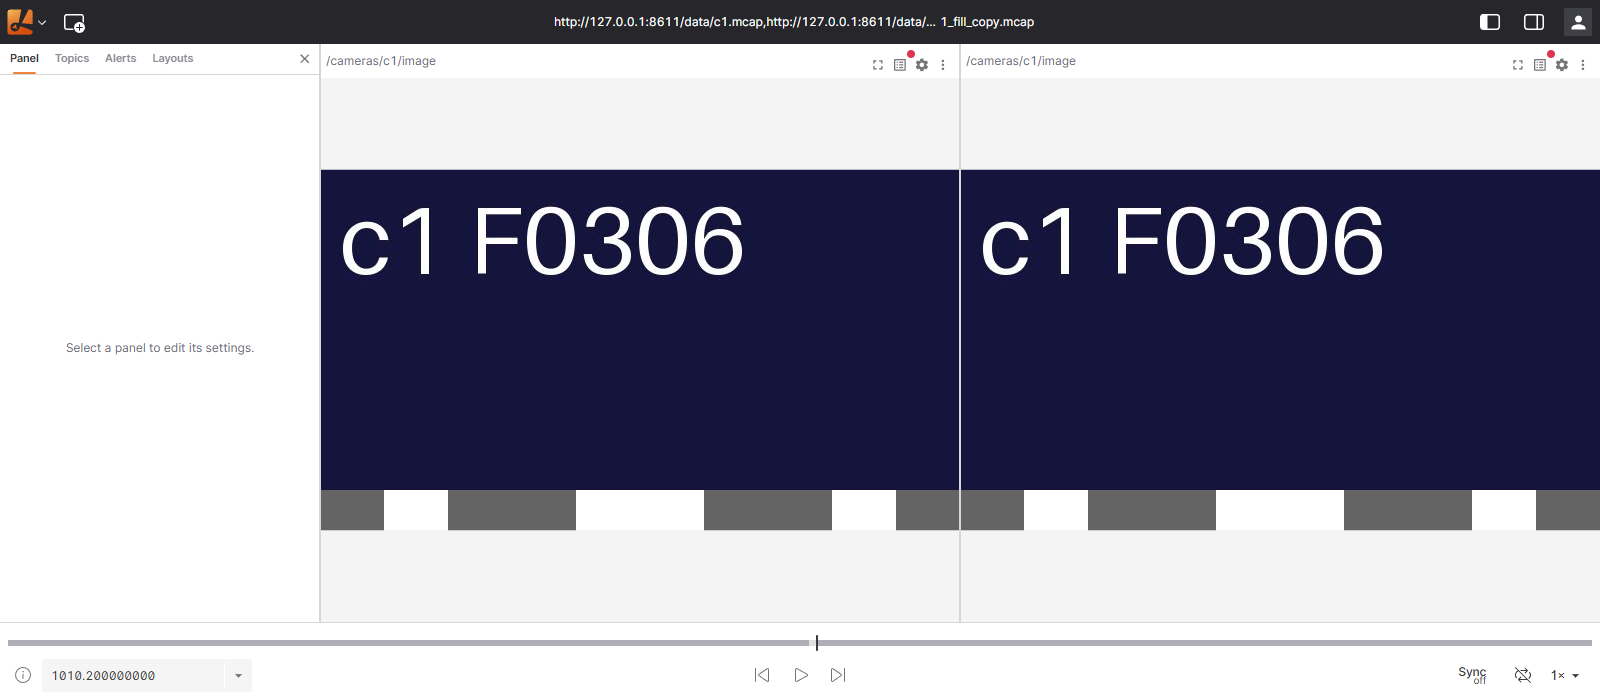 http://127.0.0.1:8611/data/c1.mcap,http://127.0.0.1:8611/data/... 1_fill_copy.mcap
Panel Topics Alerts Layouts
/cameras/c1/image
/cameras/c1/image
c1 F0306
c1 F0306
Select a panel to edit its settings.
1010.200000000
Sync off
1×